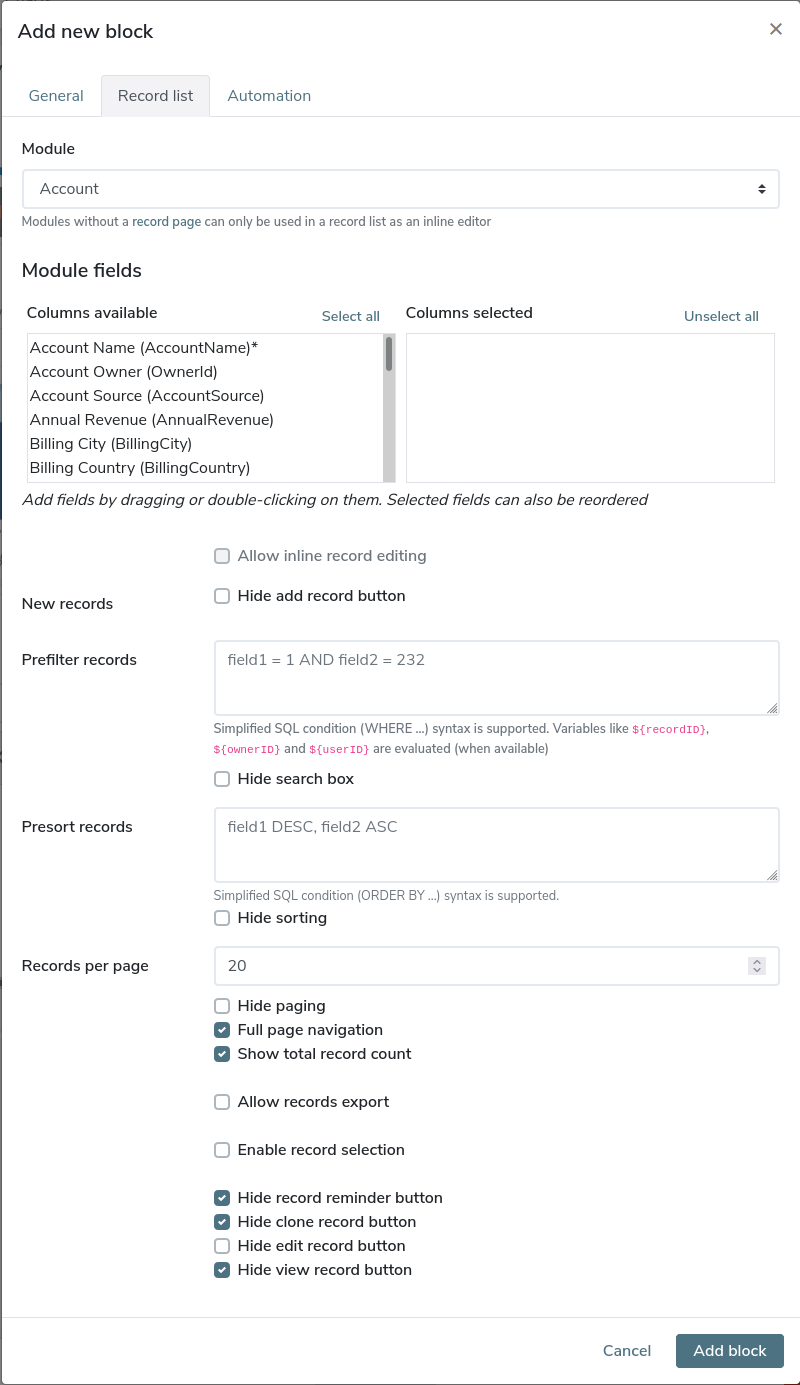 Add new block
General
Record list
Automation
Module
Account
Modules without a record page can only be used in a record list as an inline editor
Module fields
Columns available
Select all
Columns selected
Unselect all
Account Name (AccountName)*
Account Owner (OwnerId)
Account Source (AccountSource)
Annual Revenue (AnnualRevenue)
Billing City (BillingCity)
Billing Country (BillingCountry)
Add fields by dragging or double-clicking on them. Selected fields can also be reordered
Allow inline record editing
New records
Hide add record button
Prefilter records
field1 = 1 AND field2 = 232
Simplified SQL condition (WHERE ...) syntax is supported. Variables like ${recordID},
${ownerID} and ${userID} are evaluated (when available)
Hide search box
Presort records
field1 DESC, field2 ASC
Simplified SQL condition (ORDER BY ...) syntax is supported.
Hide sorting
Records per page
20
Hide paging
Full page navigation
Show total record count
Allow records export
Enable record selection
Hide record reminder button
Hide clone record button
Hide edit record button
Hide view record button
Cancel
Add block